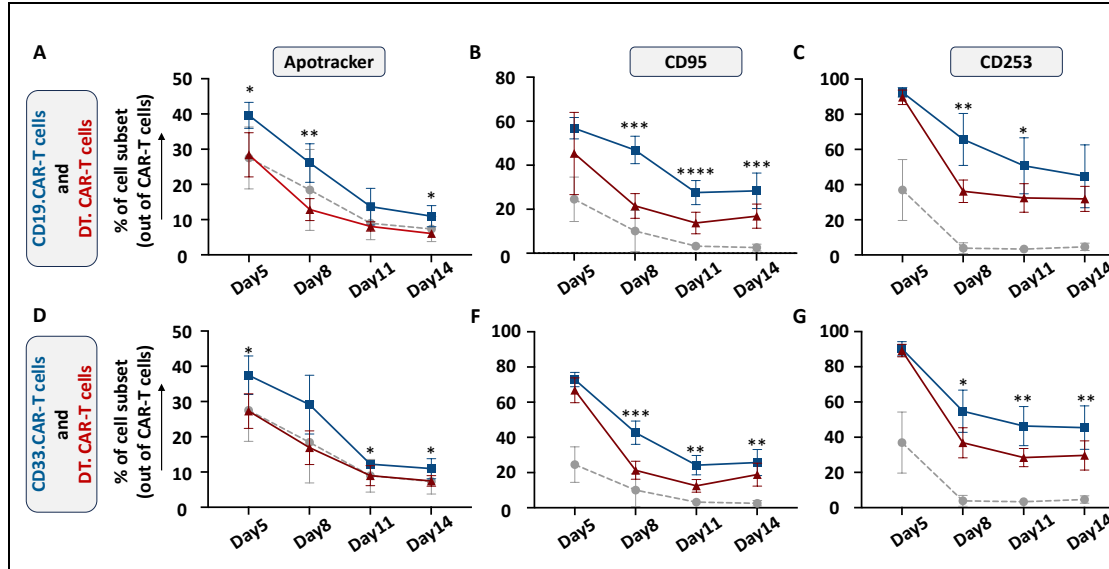 A
Apotracker
B
CD95
C
CD253
CD19.CAR-T cells
and
DT. CAR-T cells
% of cell subset
(out of CAR-T cells)
50
40
30
20
10
0
*
**
*
Day5
Day8
Day11
Day14
80
60
40
20
0
***
****
***
Day5
Day8
Day11
Day14
100
80
60
40
20
0
**
*
Day5
Day8
Day11
Day14
D
F
G
CD33.CAR-T cells
and
DT. CAR-T cells
% of cell subset
(out of CAR-T cells)
50
40
30
20
10
0
*
*
*
Day5
Day8
Day11
Day14
100
80
60
40
20
0
***
**
**
Day5
Day8
Day11
Day14
100
80
60
40
20
0
*
**
**
Day5
Day8
Day11
Day14